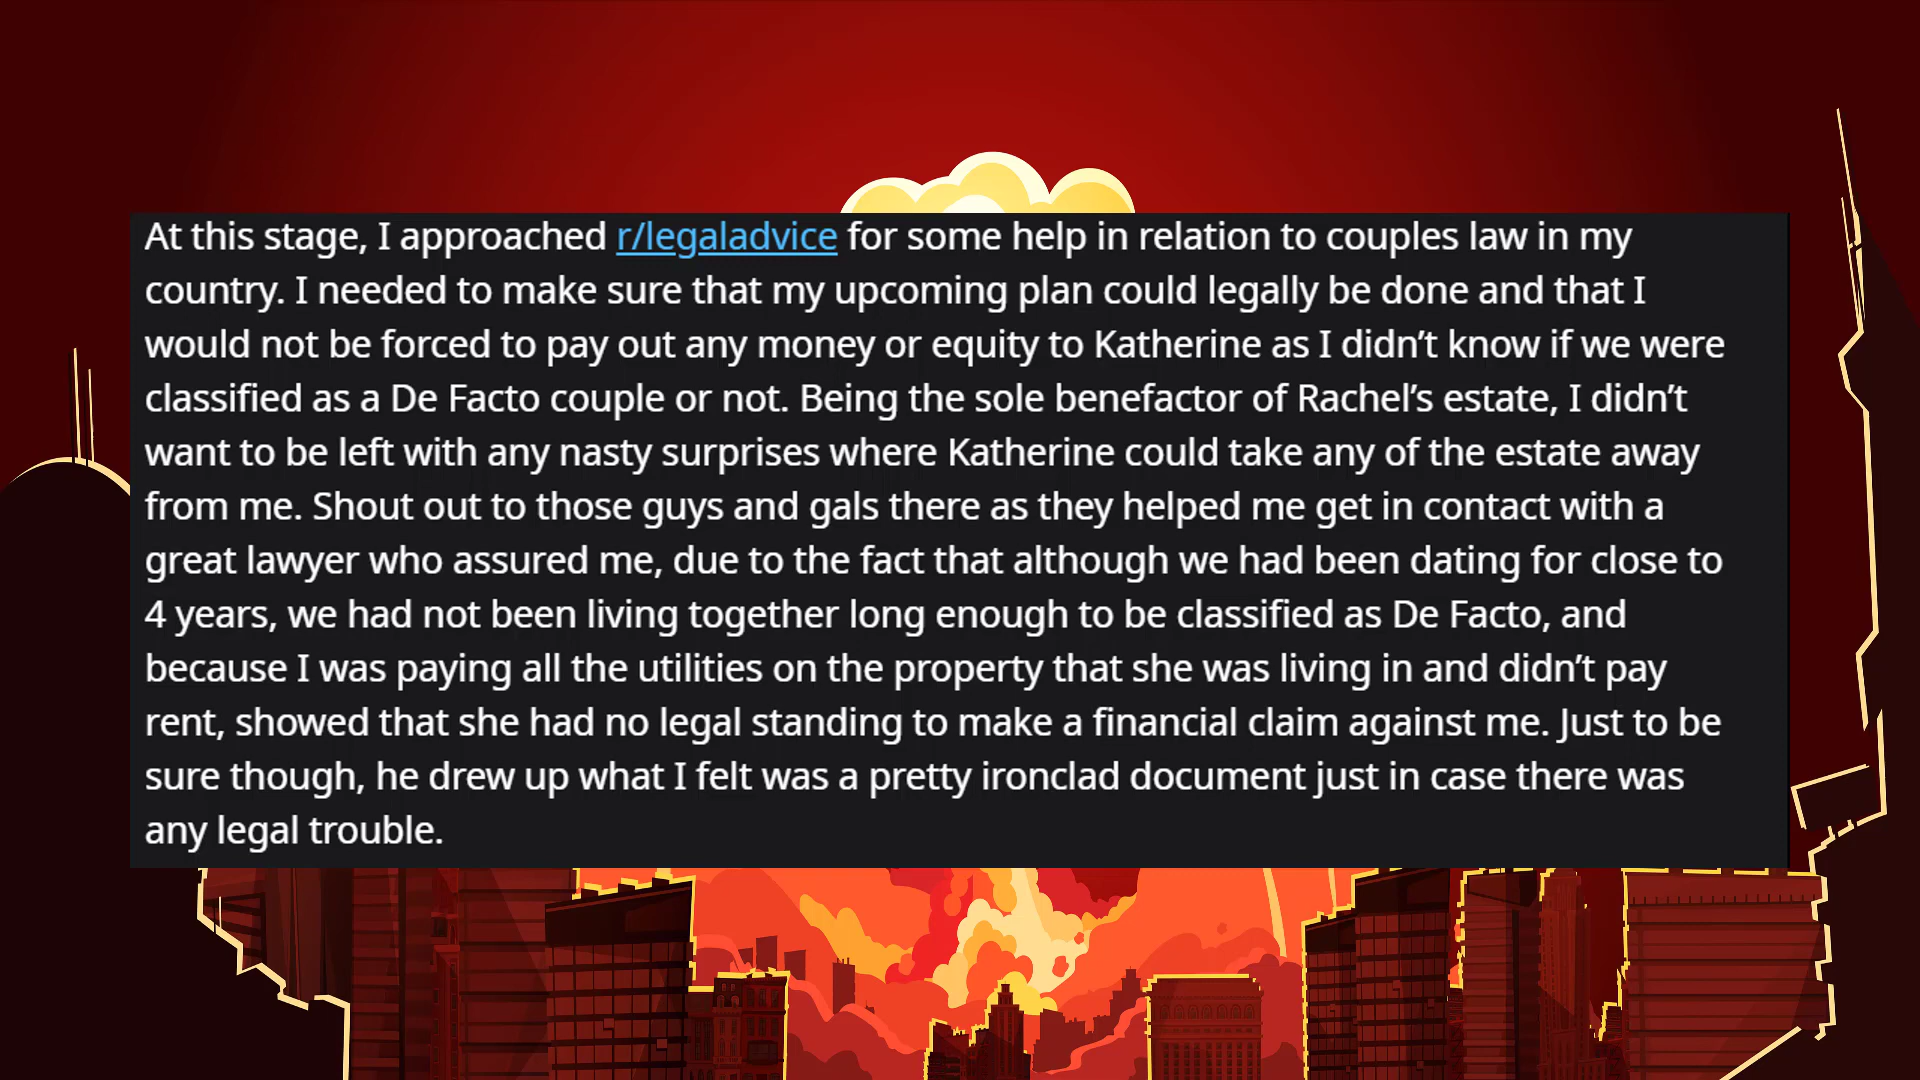 At this stage, I approached r/legaladvice for some help in relation to couples law in my
country. I needed to make sure that my upcoming plan could legally be done and that I
would not be forced to pay out any money or equity to Katherine as I didn’t know if we were
classified as a De Facto couple or not. Being the sole benefactor of Rachel’s estate, I didn’t
want to be left with any nasty surprises where Katherine could take any of the estate away
from me. Shout out to those guys and gals there as they helped me get in contact with a
great lawyer who assured me, due to the fact that although we had been dating for close to
4 years, we had not been living together long enough to be classified as De Facto, and
because I was paying all the utilities on the property that she was living in and didn’t pay
rent, showed that she had no legal standing to make a financial claim against me. Just to be
sure though, he drew up what I felt was a pretty ironclad document just in case there was
any legal trouble.